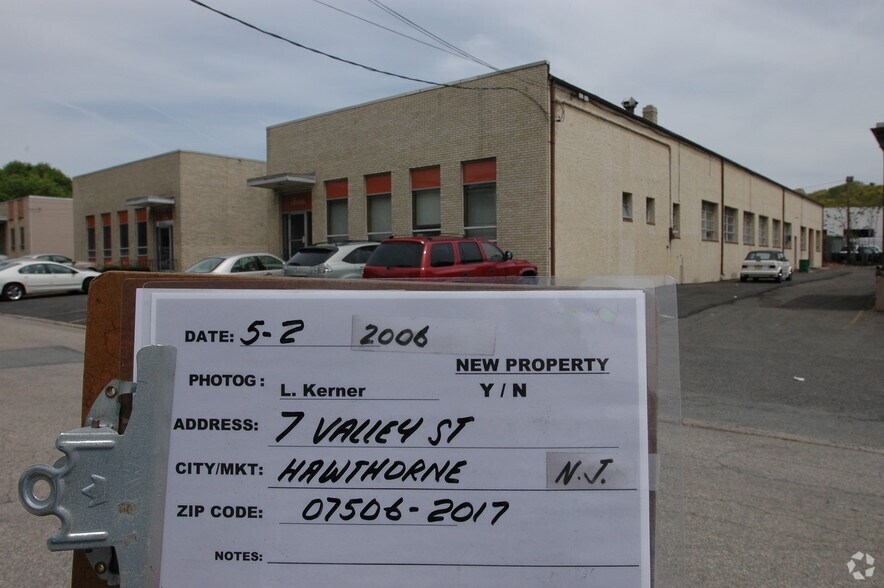 DATE: 5-2 2006
NEW PROPERTY
PHOTOG: L. Kerner Y / N
ADDRESS: 7 VALLEY ST
CITY/MKT: HAWTHORNE N.J.
ZIP CODE: 07506-2017
NOTES: